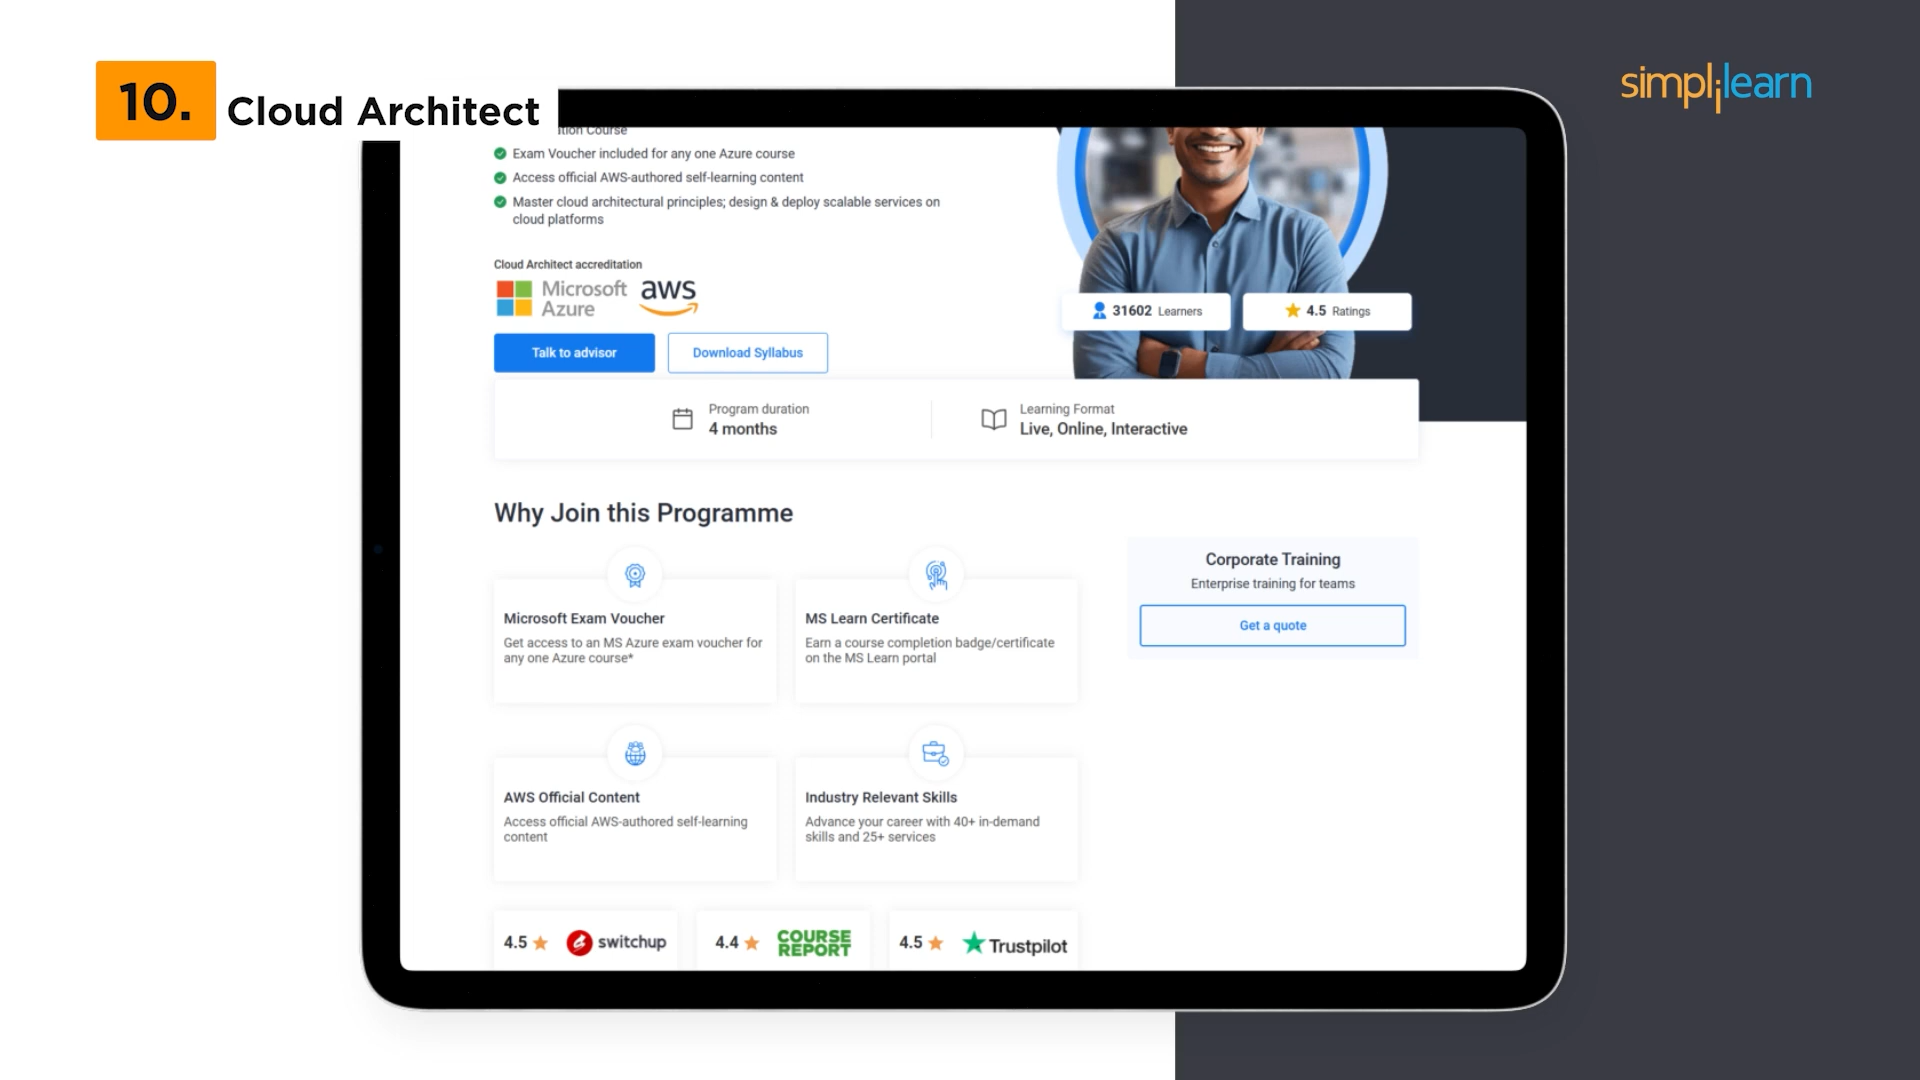 10.
Cloud Architect
simplilearn
Course
Exam Voucher included for any one Azure course
Access official AWS-authored self-learning content
Master cloud architectural principles; design & deploy scalable services on
cloud platforms
Cloud Architect accreditation
Microsoft
Azure
aws
Talk to advisor
Download Syllabus
31602 Learners
4.5 Ratings
Program duration
4 months
Learning Format
Live, Online, Interactive
Why Join this Programme
Microsoft Exam Voucher
Get access to an MS Azure exam voucher for
any one Azure course*
MS Learn Certificate
Earn a course completion badge/certificate
on the MS Learn portal
Corporate Training
Enterprise training for teams
Get a quote
AWS Official Content
Access official AWS-authored self-learning
content
Industry Relevant Skills
Advance your career with 40+ in-demand
skills and 25+ services
4.5 switchup
4.4 COURSE
REPORT
4.5 Trustpilot